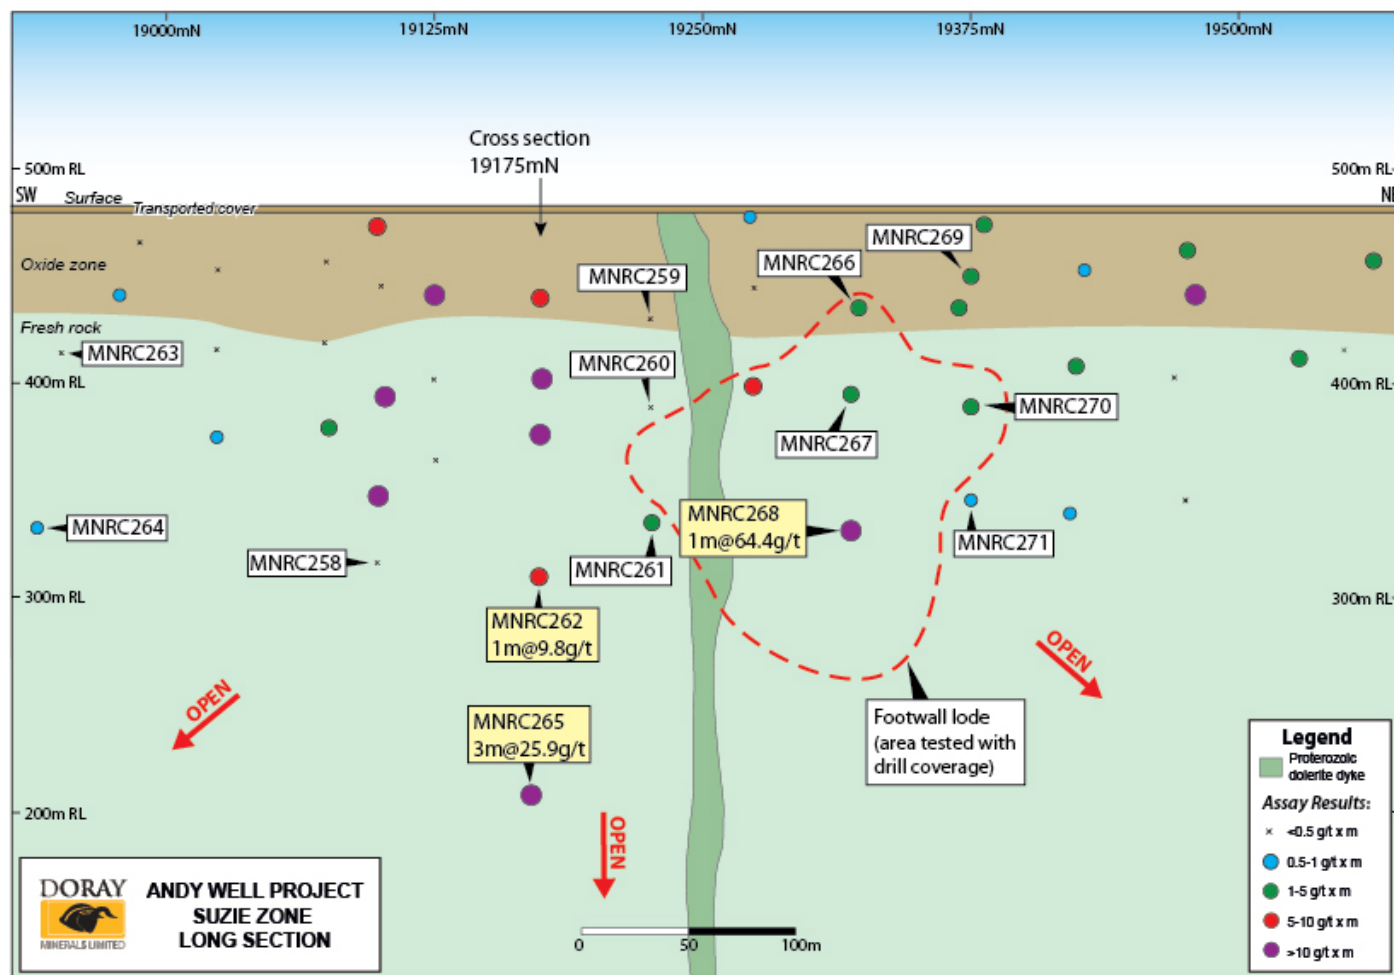 19000mN
19125mN
19250mN
19375mN
19500mN
Cross section
19175mN
500m RL
500m RL
SW
Surface
Transported cover
NE
Oxide zone
MNRC259
MNRC266
MNRC269
Fresh rock
MNRC263
MNRC260
400m RL
400m RL
MNRC270
MNRC267
MNRC264
MNRC268
1m@64.4g/t
MNRC271
MNRC258
MNRC261
300m RL
300m RL
MNRC262
1m@9.8g/t
OPEN
OPEN
MNRC265
3m@25.9g/t
Footwall lode
(area tested with
drill coverage)
200m RL
OPEN
Legend
Proterozoic
dolerite dyke
Assay Results:
<0.5 g/t x m
0.5-1 g/t x m
1-5 g/t x m
5-10 g/t x m
>10 g/t x m
DORAY
MINERALS LIMITED
ANDY WELL PROJECT
SUZIE ZONE
LONG SECTION
0
50
100m